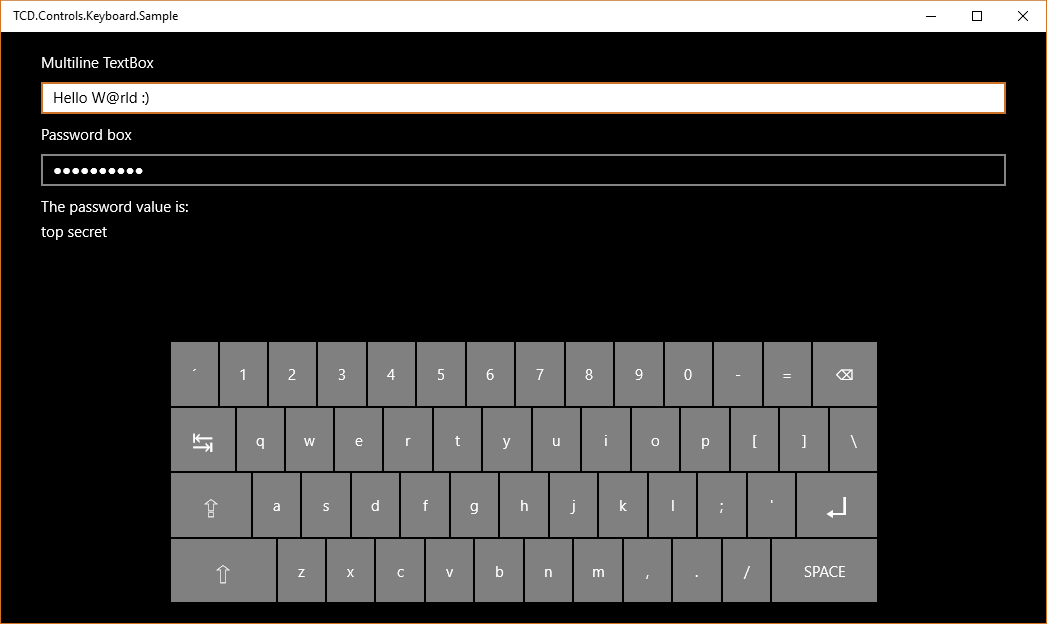 TCD.Controls.Keyboard.Sample
Multiline TextBox
Hello W@rld :)
Password box
●●●●●●●●●●
The password value is:
top secret
´ 1 2 3 4 5 6 7 8 9 0 - = ⌫
↹ q w e r t y u i o p [ ] \
⇪ a s d f g h j k l ; ' ↵
⇧ z x c v b n m , . / SPACE